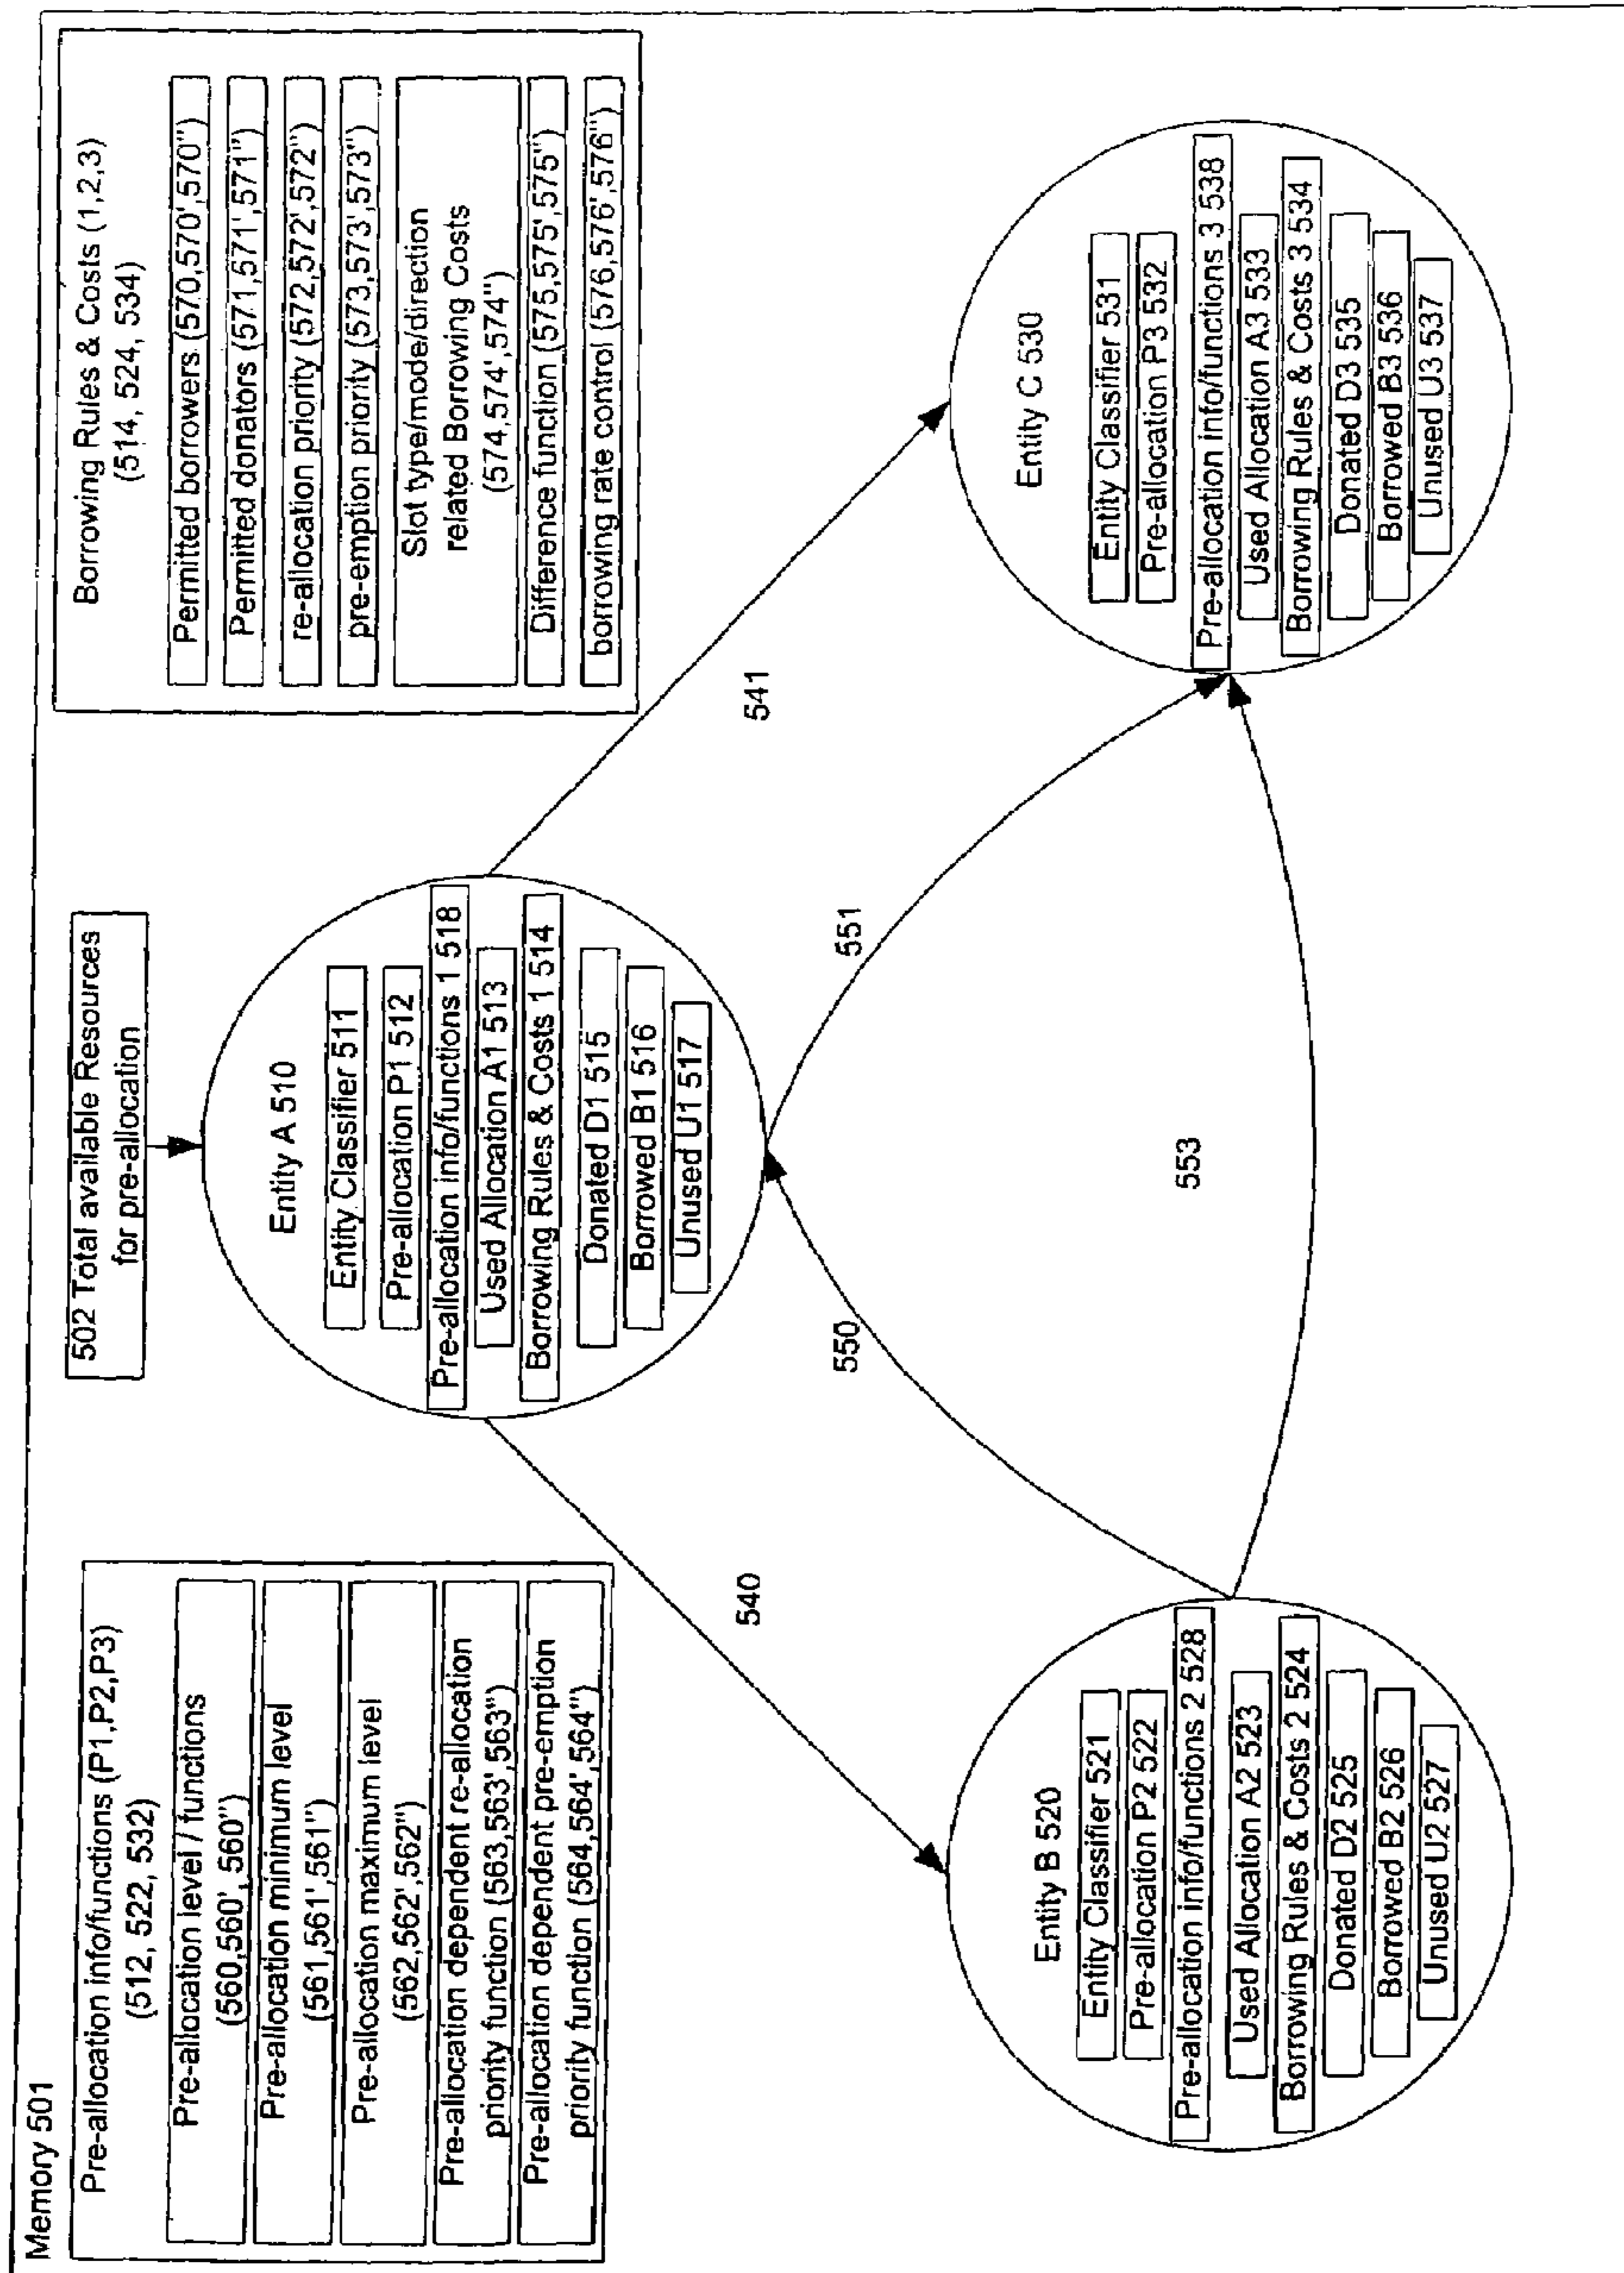 Memory 501
Pre-allocation info/functions (P1,P2,P3)
(512, 522, 532)
Pre-allocation level / functions
(560,560',560")
Pre-allocation minimum level
(561,561',561")
Pre-allocation maximum level
(562,562',562")
Pre-allocation dependent re-allocation
priority function (563,563',563")
Pre-allocation dependent pre-emption
priority function (564,564',564")
502 Total available Resources
for pre-allocation
Borrowing Rules & Costs (1,2,3)
(514, 524, 534)
Permitted borrowers (570,570',570")
Permitted donators (571,571',571")
re-allocation priority (572,572',572")
pre-emption priority (573,573',573")
Slot type/mode/direction
related Borrowing Costs
(574,574',574")
Difference function (575,575',575")
borrowing rate control (576,576',576")
Entity A 510
Entity Classifier 511
Pre-allocation P1 512
Pre-allocation info/functions 1 518
Used Allocation A1 513
Borrowing Rules & Costs 1 514
Donated D1 515
Borrowed B1 516
Unused U1 517
540
541
550
551
553
Entity B 520
Entity Classifier 521
Pre-allocation P2 522
Pre-allocation info/functions 2 528
Used Allocation A2 523
Borrowing Rules & Costs 2 524
Donated D2 525
Borrowed B2 526
Unused U2 527
Entity C 530
Entity Classifier 531
Pre-allocation P3 532
Pre-allocation info/functions 3 538
Used Allocation A3 533
Borrowing Rules & Costs 3 534
Donated D3 535
Borrowed B3 536
Unused U3 537